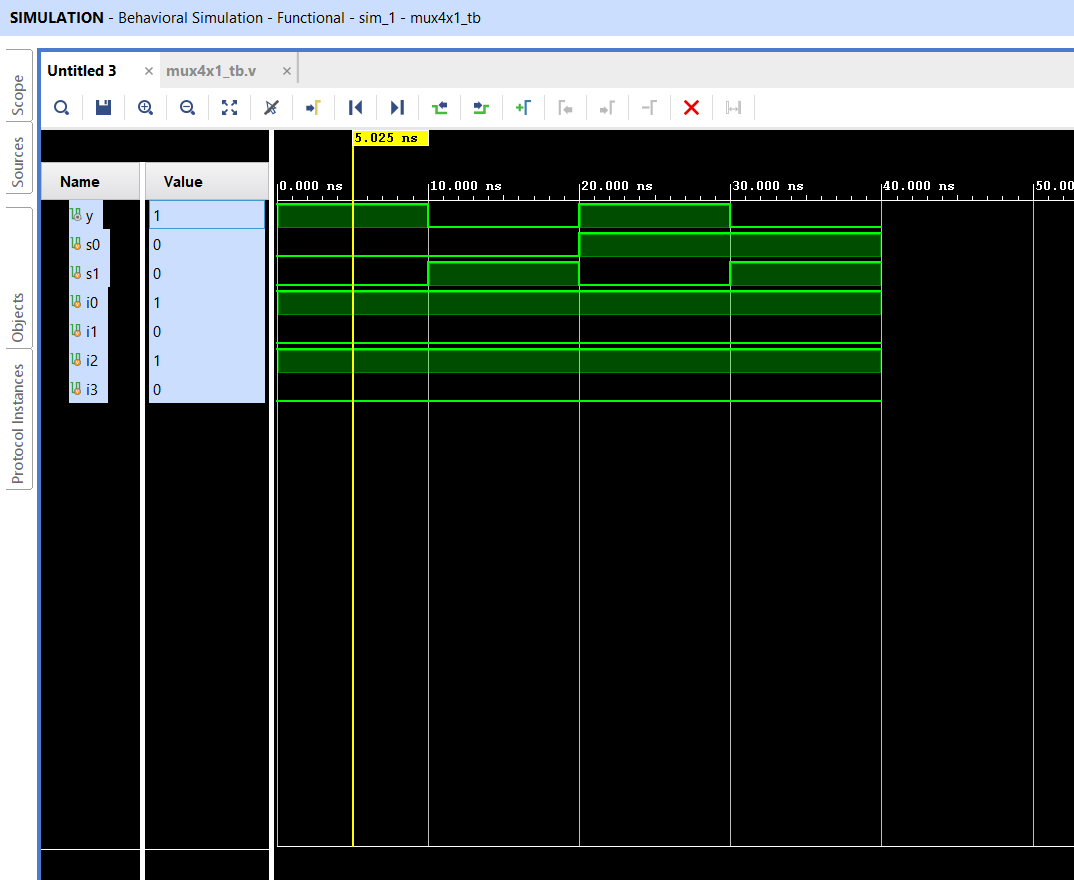 SIMULATION - Behavioral Simulation - Functional - sim_1 - mux4x1_tb
Scope
Sources
Objects
Protocol Instances
Untitled 3 × mux4x1_tb.v ×
5.025 ns
Name Value
0.000 ns 10.000 ns 20.000 ns 30.000 ns 40.000 ns 50.00
y 1
s0 0
s1 0
i0 1
i1 0
i2 1
i3 0